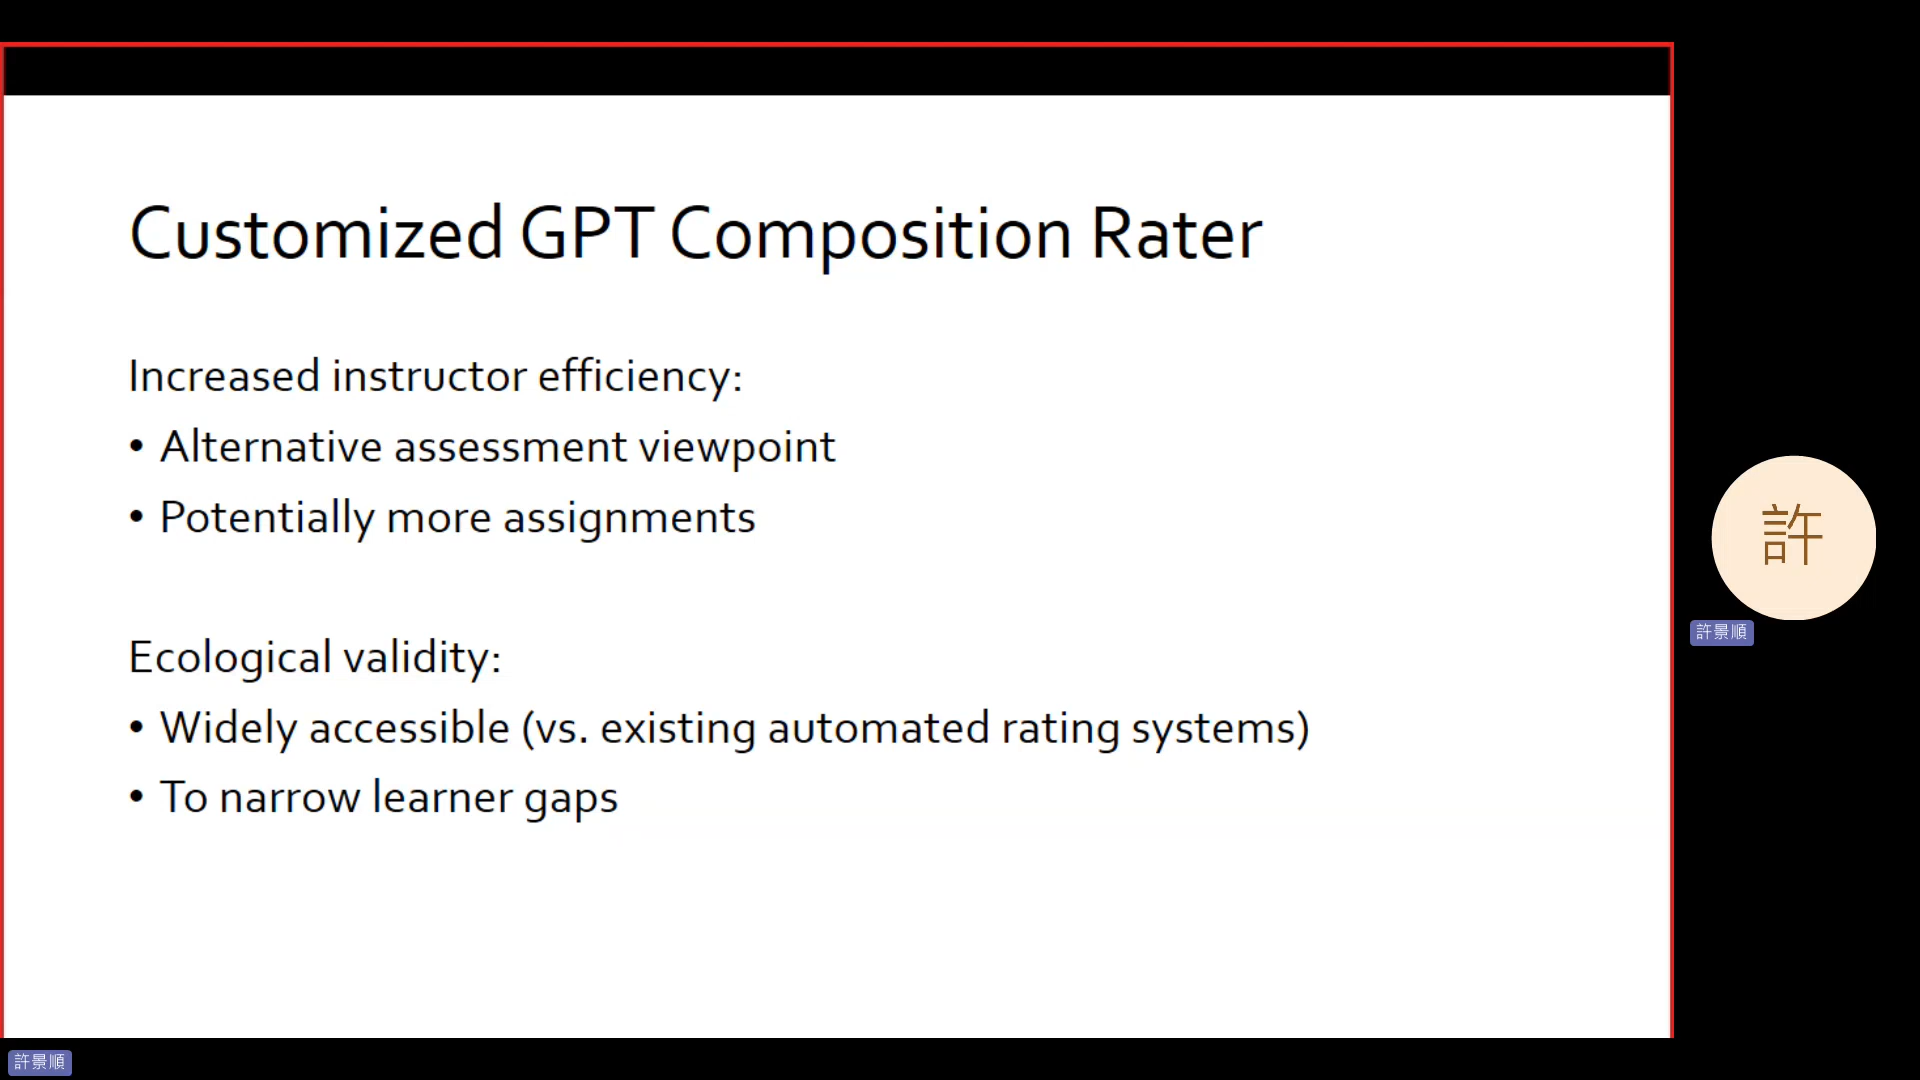 Customized GPT Composition Rater
Increased instructor efficiency:
• Alternative assessment viewpoint
• Potentially more assignments
Ecological validity:
• Widely accessible (vs. existing automated rating systems)
• To narrow learner gaps
許
許景順
許景順